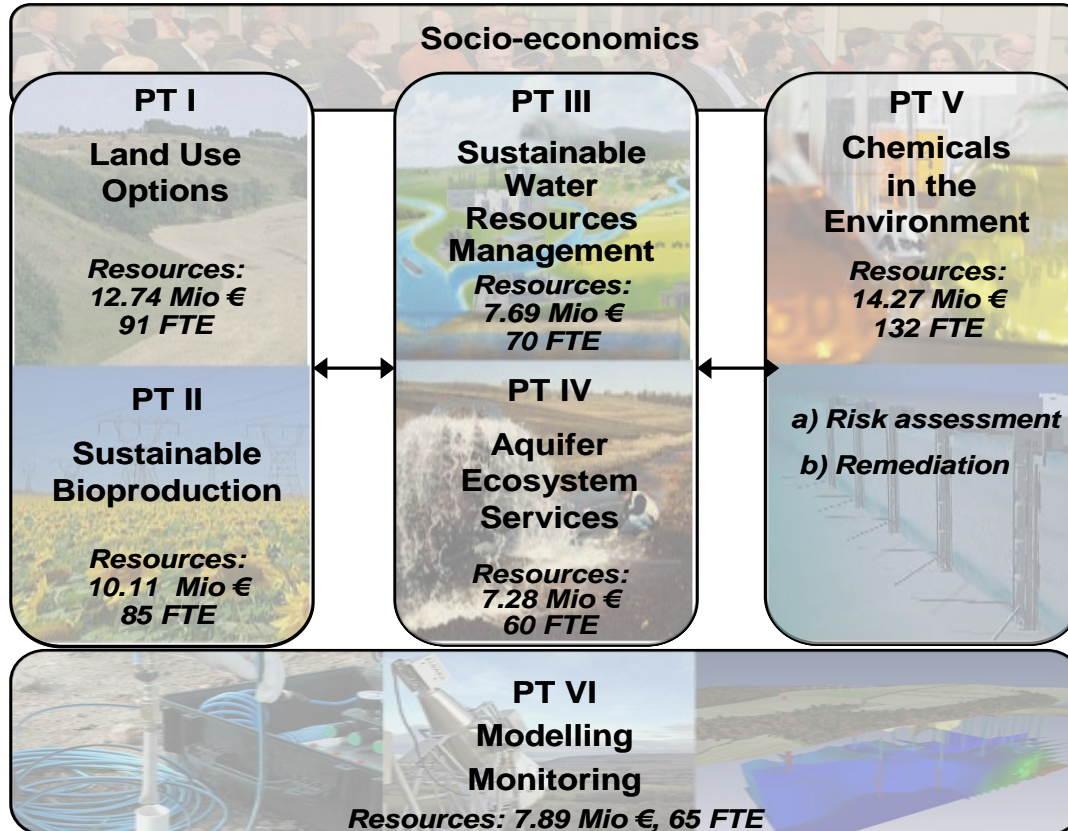 Socio-economics
PT I
Land Use
Options
Resources:
12.74 Mio €
91 FTE
PT II
Sustainable
Bioproduction
Resources:
10.11 Mio €
85 FTE
PT III
Sustainable
Water
Resources
Management
Resources:
7.69 Mio €
70 FTE
PT IV
Aquifer
Ecosystem
Services
Resources:
7.28 Mio €
60 FTE
PT V
Chemicals
in the
Environment
Resources:
14.27 Mio €
132 FTE
a) Risk assessment
b) Remediation
PT VI
Modelling
Monitoring
Resources: 7.89 Mio €, 65 FTE